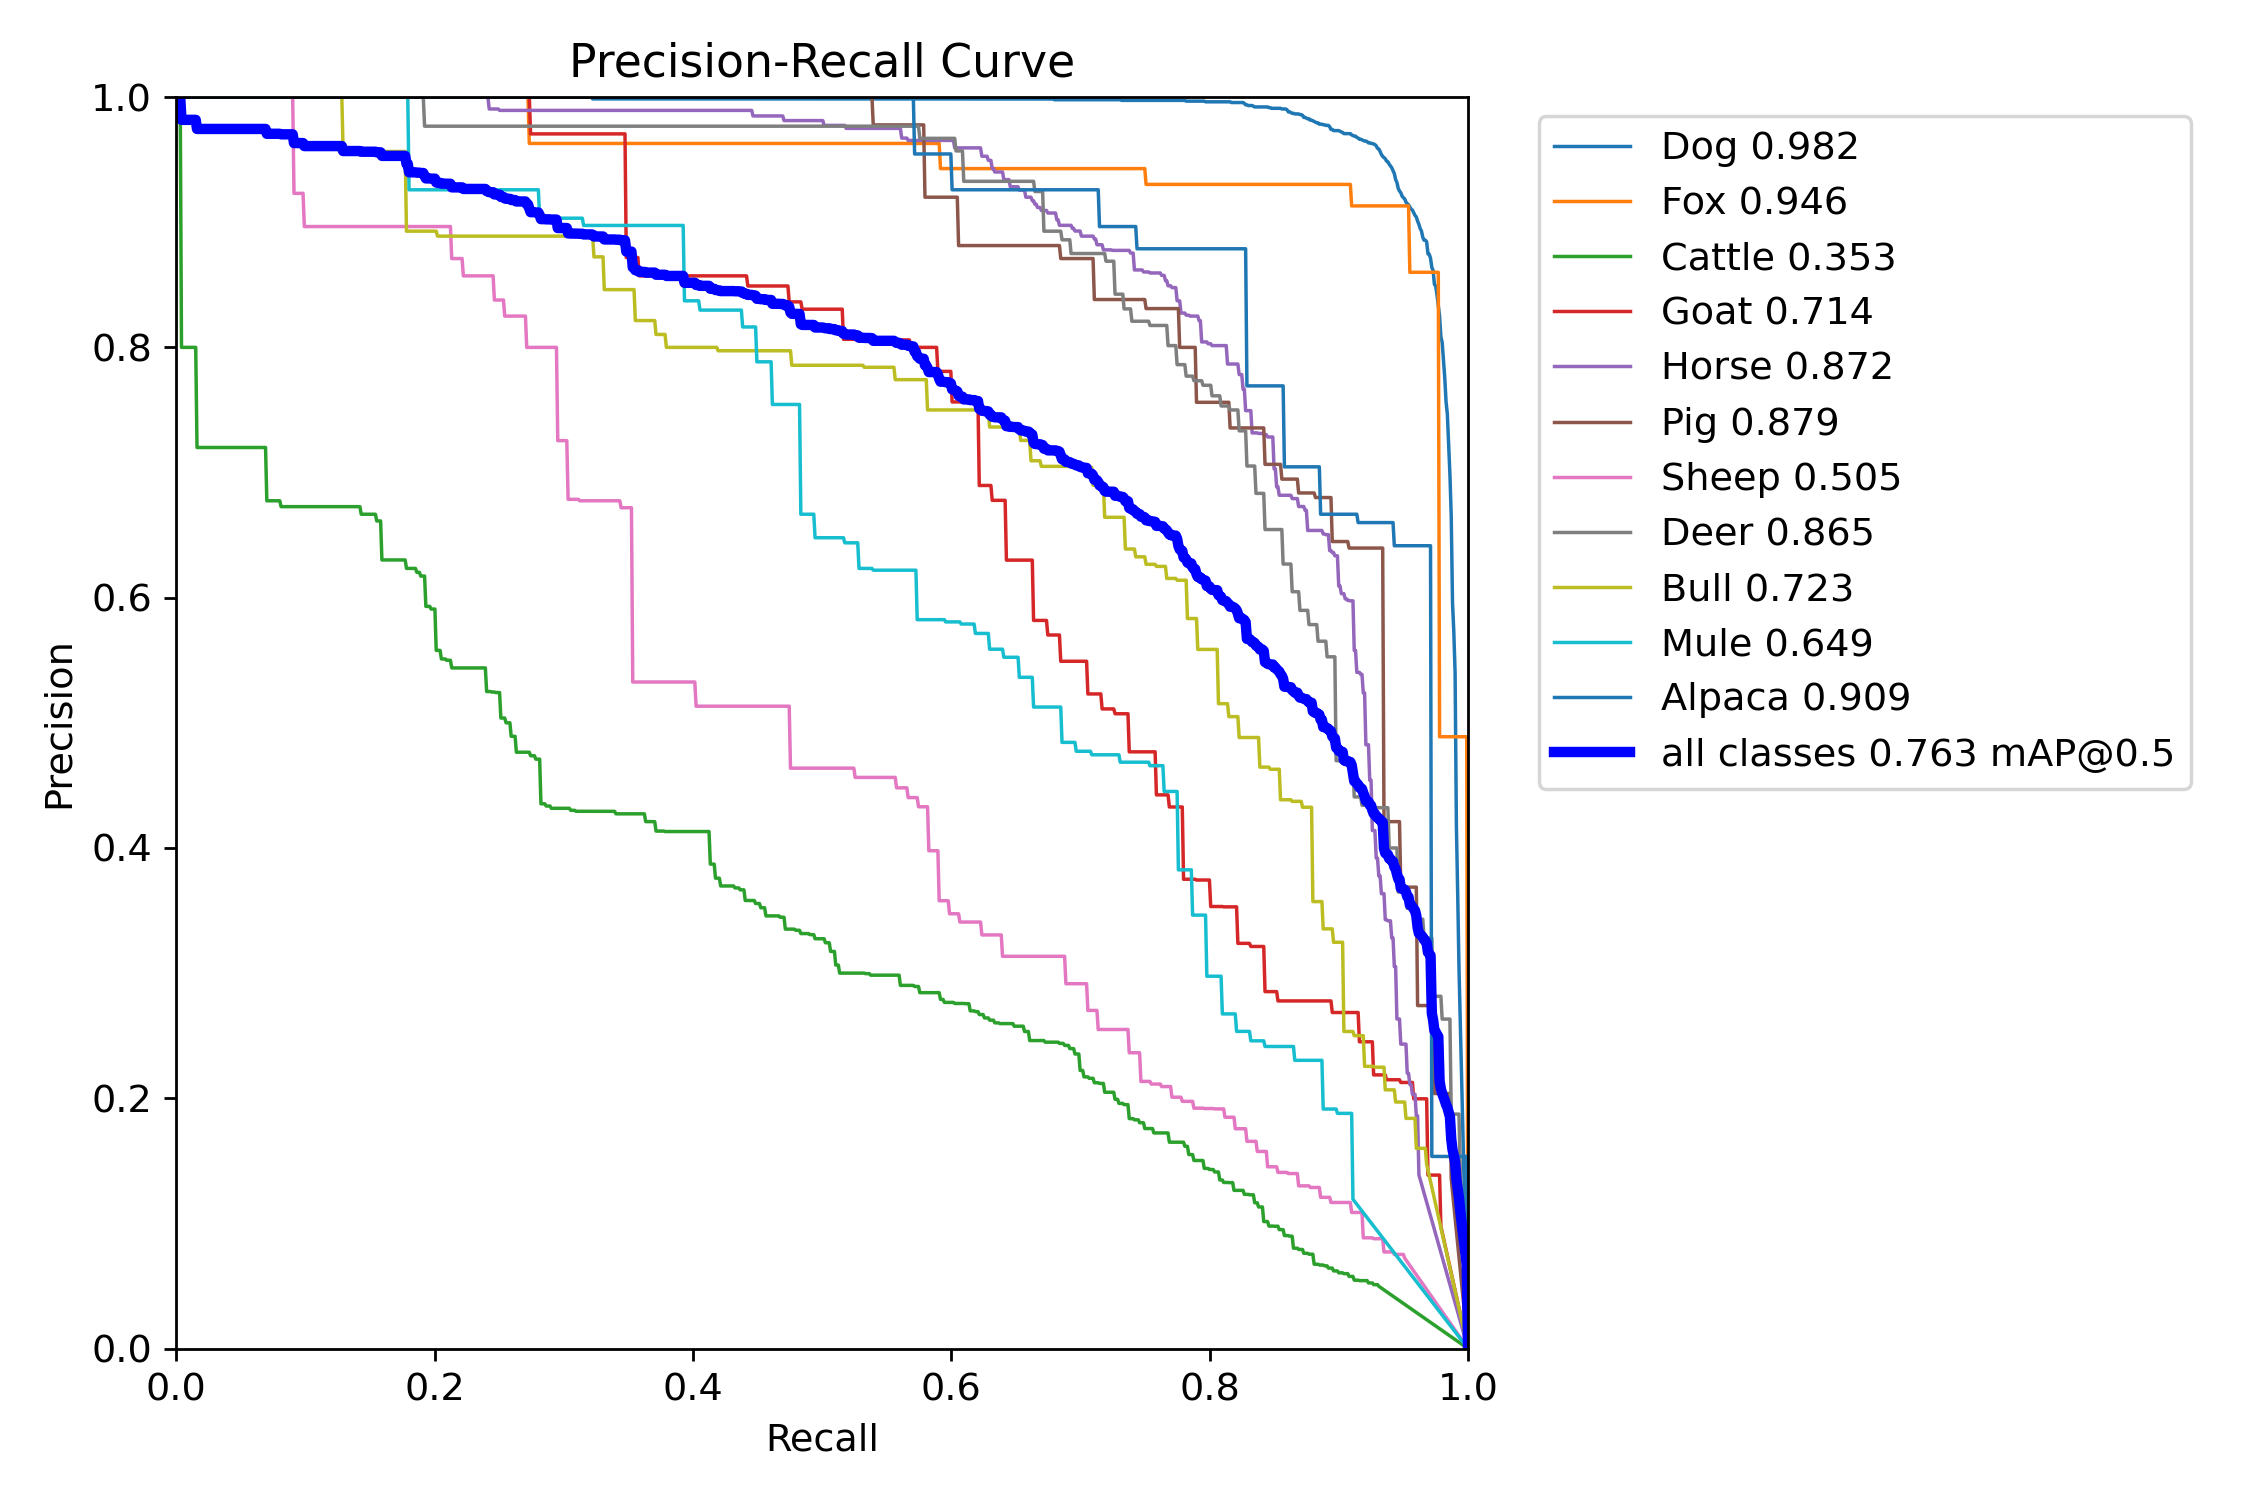 Precision-Recall Curve
1.0
0.8
0.6
0.4
0.2
0.0
Precision
0.0 0.2 0.4 0.6 0.8 1.0
Recall
Dog 0.982
Fox 0.946
Cattle 0.353
Goat 0.714
Horse 0.872
Pig 0.879
Sheep 0.505
Deer 0.865
Bull 0.723
Mule 0.649
Alpaca 0.909
all classes 0.763 mAP@0.5